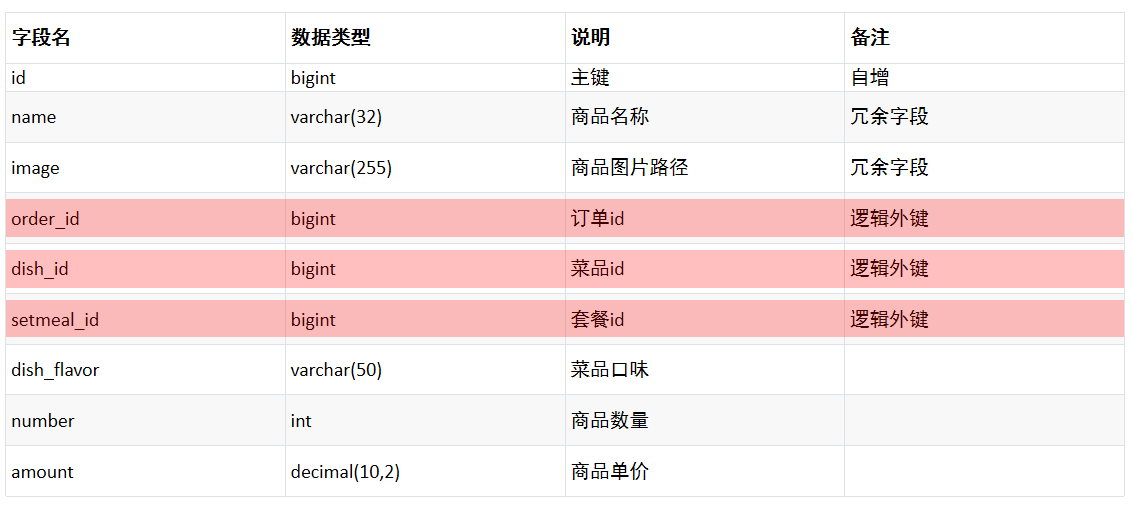 字段名 数据类型 说明 备注
id bigint 主键 自增
name varchar(32) 商品名称 冗余字段
image varchar(255) 商品图片路径 冗余字段
order_id bigint 订单id 逻辑外键
dish_id bigint 菜品id 逻辑外键
setmeal_id bigint 套餐id 逻辑外键
dish_flavor varchar(50) 菜品口味
number int 商品数量
amount decimal(10,2) 商品单价